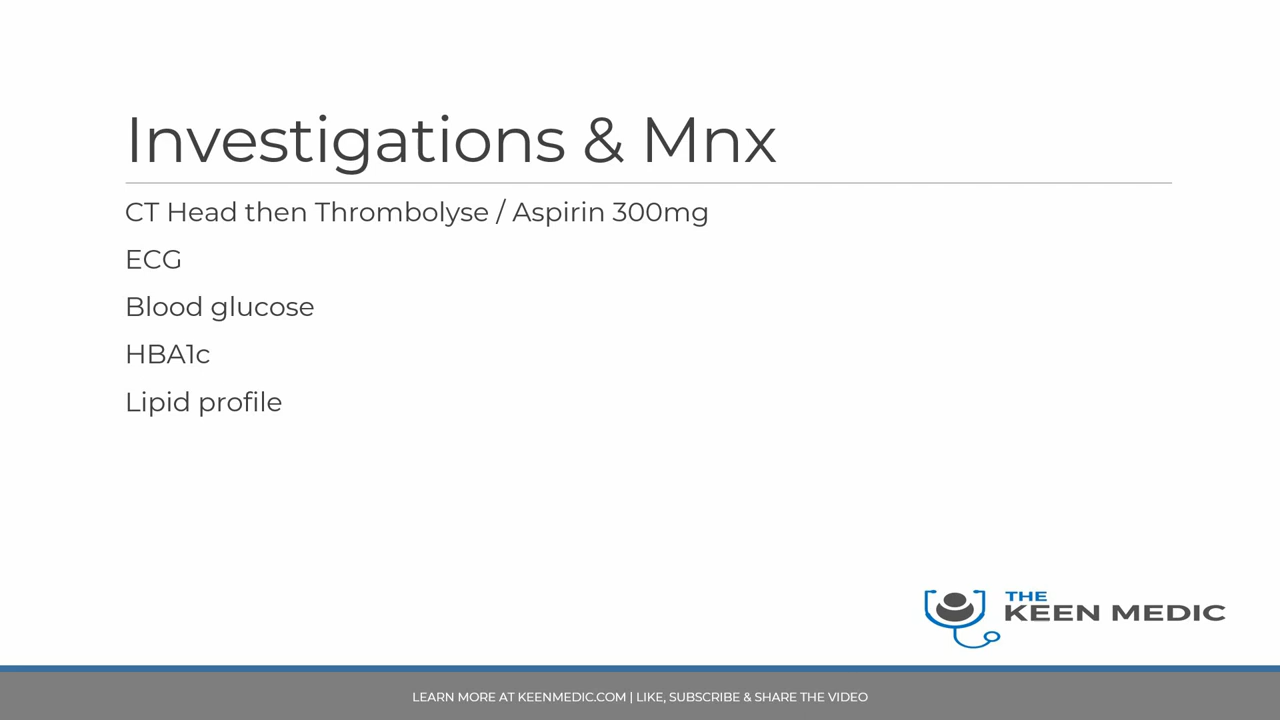 Investigations & Mnx
CT Head then Thrombolyse / Aspirin 300mg
ECG
Blood glucose
HBA1c
Lipid profile
THE
KEEN MEDIC
LEARN MORE AT KEENMEDIC.COM | LIKE, SUBSCRIBE & SHARE THE VIDEO